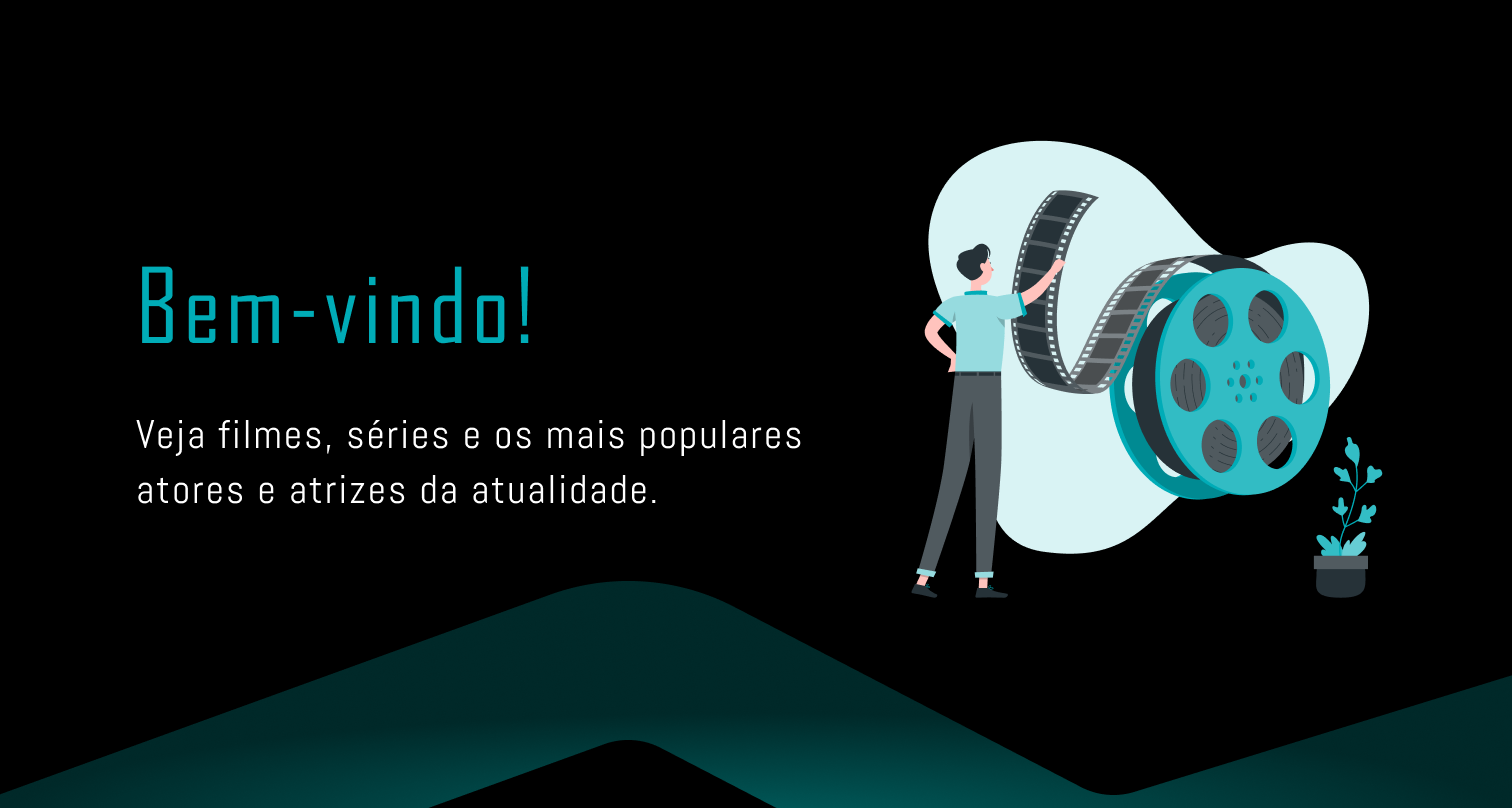 Bem-vindo!
Veja filmes, séries e os mais populares
atores e atrizes da atualidade.